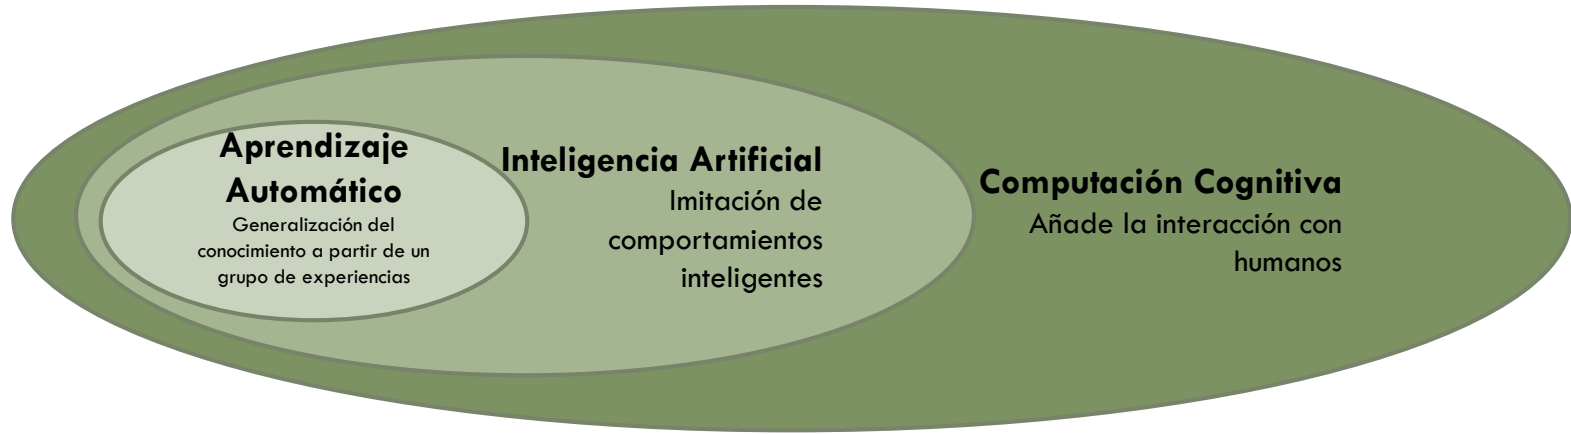 Aprendizaje
Automático
Generalización del
conocimiento a partir de un
grupo de experiencias
Inteligencia Artificial
Imitación de
comportamientos
inteligentes
Computación Cognitiva
Añade la interacción con
humanos